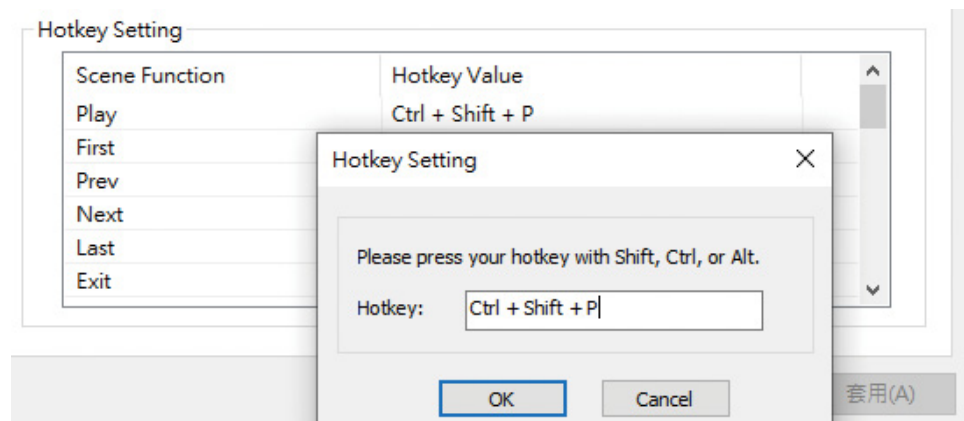 Hotkey Setting
Scene Function Hotkey Value
Play Ctrl + Shift + P
First
Prev
Next
Last
Exit
Hotkey Setting
Please press your hotkey with Shift, Ctrl, or Alt.
Hotkey: Ctrl + Shift + P
OK Cancel
套用(A)